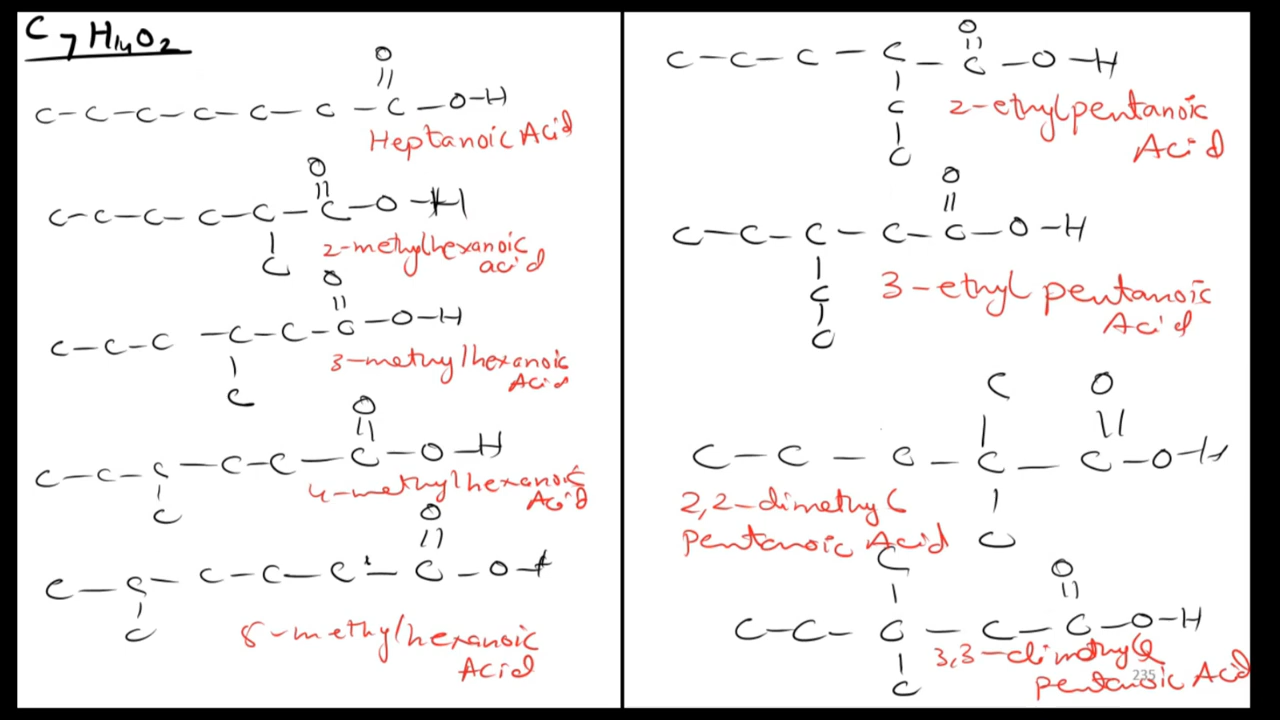 C7H14O2
O
C-C-C-C-C-C-C-O-H
Heptanoic Acid
O
C-C-C-C-C-C-O-H
C
2-methylhexanoic
acid
O
C-C-C-C-C-C-O-H
C
3-methylhexanoic
Acid
O
C-C-C-C-C-C-O-H
C
4-methylhexanoic
Acid
O
C-C-C-C-C-C-O-H
C
5-methylhexanoic
Acid
O
C-C-C-C-C-O-H
C
C
2-ethylpentanoic
Acid
O
C-C-C-C-C-O-H
C
C
3-ethyl pentanoic
Acid
C O
C-C-C-C-C-O-H
C
2,2-dimethyl
pentanoic Acid
C O
C-C-C-C-C-O-H
C
3,3-dimethyl
pentanoic Acid
235